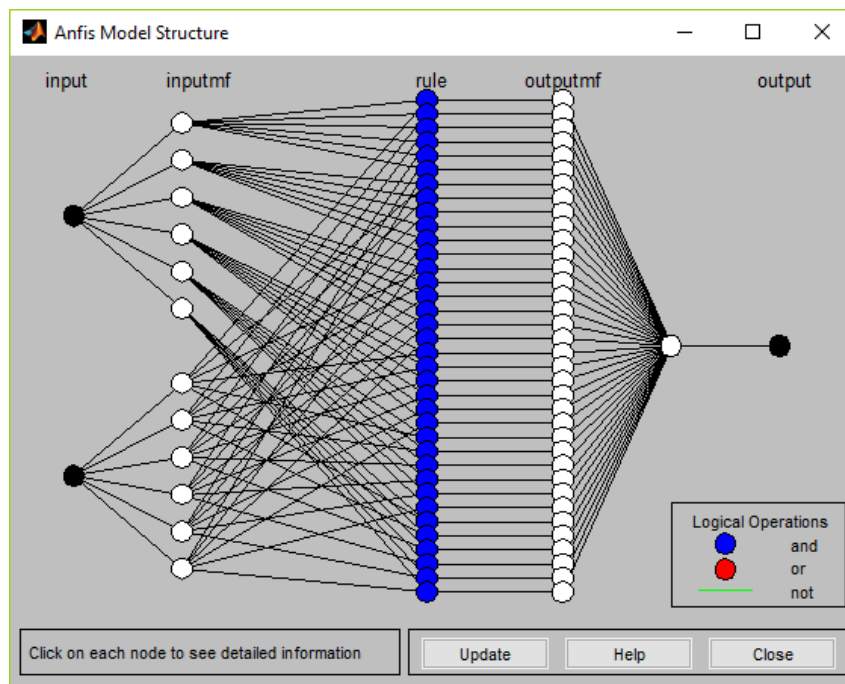 Anfis Model Structure
input inputmf rule outputmf output
Logical Operations
and
or
not
Click on each node to see detailed information
Update Help Close